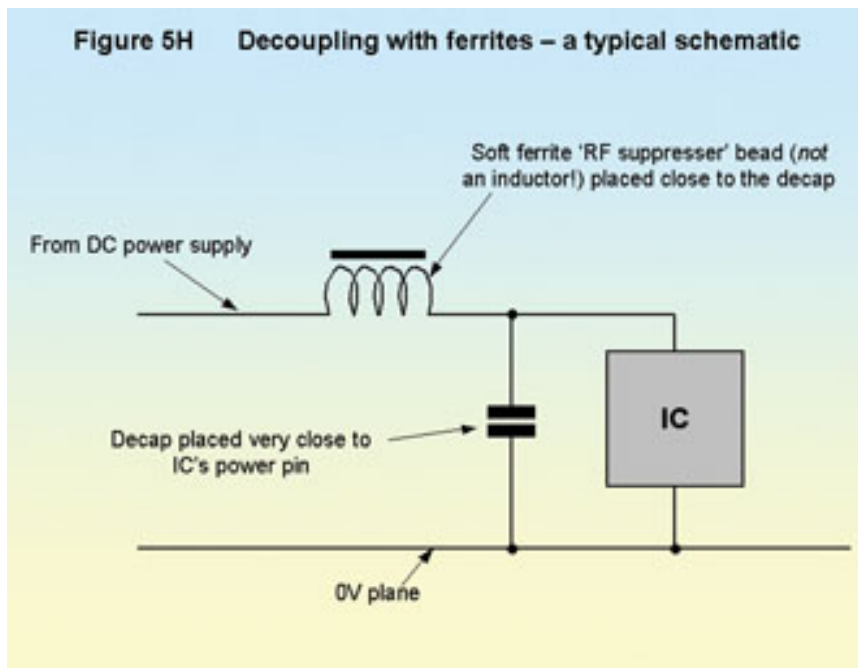 Figure 5H Decoupling with ferrites – a typical schematic
Soft ferrite 'RF suppresser' bead (not
an inductor!) placed close to the decap
From DC power supply
IC
Decap placed very close to
IC's power pin
0V plane